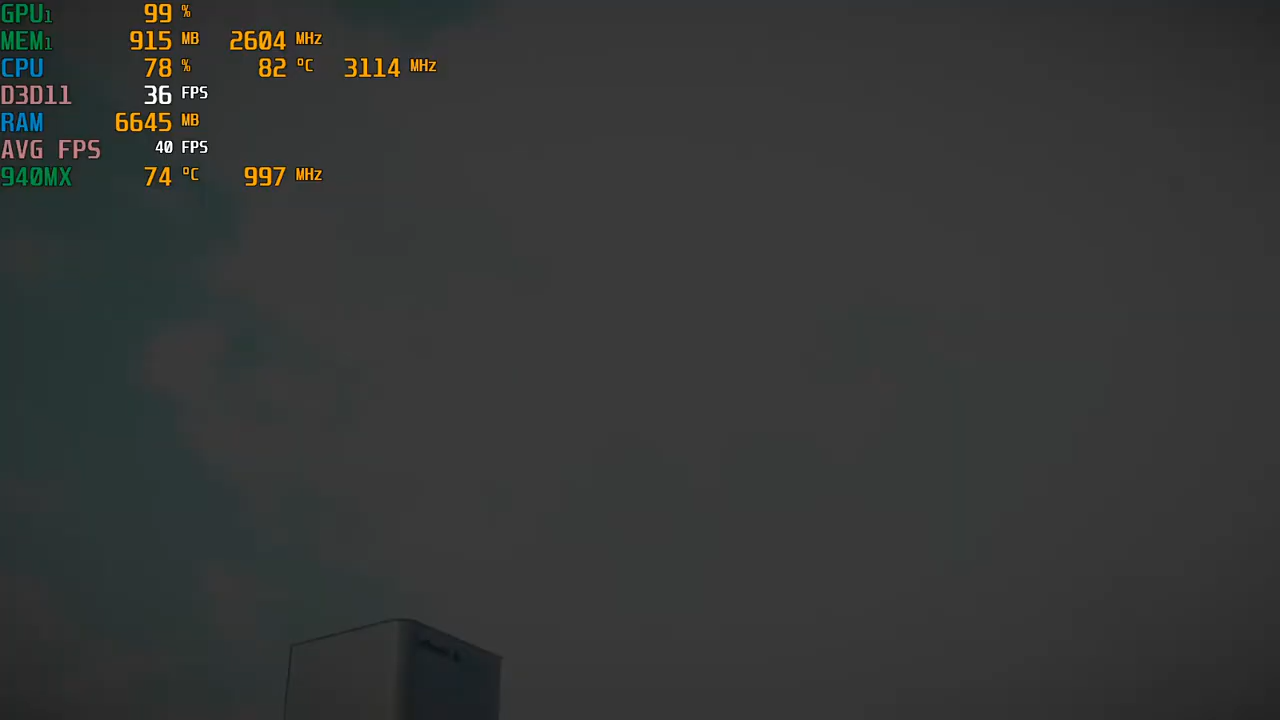 GPU1 99 %
MEM1 915 MB 2604 MHz
CPU 78 % 82 °C 3114 MHz
D3D11 36 FPS
RAM 6645 MB
AVG FPS 40 FPS
940MX 74 °C 997 MHz